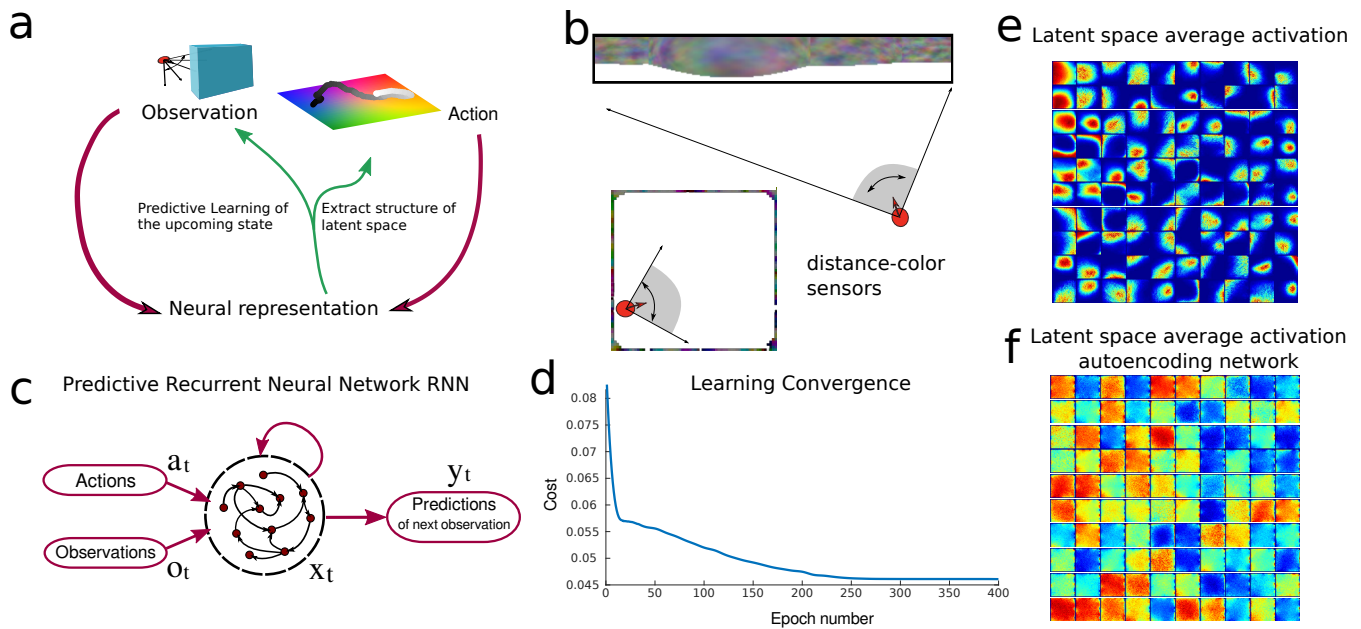 a
Observation
Action
Predictive Learning of
the upcoming state
Extract structure of
latent space
Neural representation
b
distance-color
sensors
c
Predictive Recurrent Neural Network RNN
Actions
a_t
Observations
o_t
x_t
y_t
Predictions
of next observation
d
Learning Convergence
Cost
0.08
0.075
0.07
0.065
0.06
0.055
0.05
0.045
0
50
100
150
200
250
300
350
400
Epoch number
e
Latent space average activation
f
Latent space average activation
autoencoding network